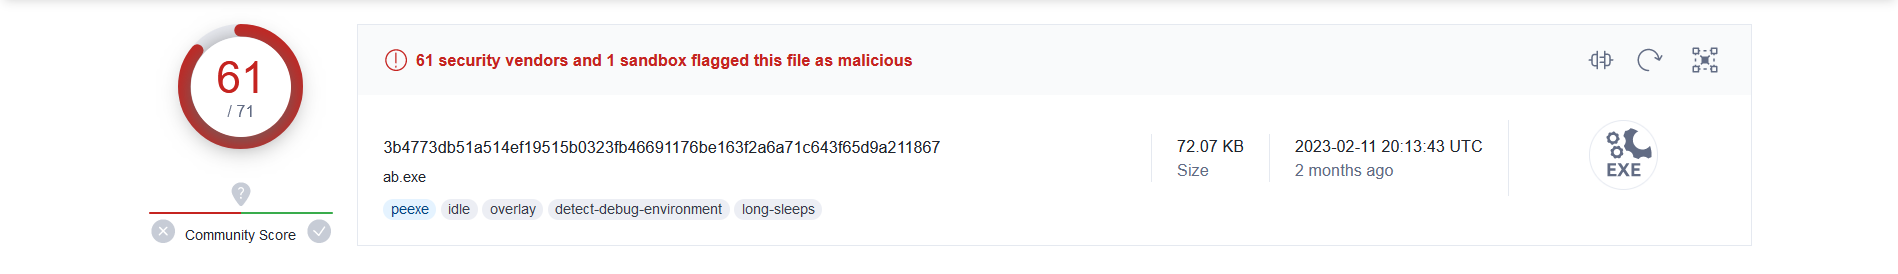 61
/ 71
?
Community Score
61 security vendors and 1 sandbox flagged this file as malicious
3b4773db51a514ef19515b0323fb46691176be163f2a6a71c643f65d9a211867
ab.exe
peexe idle overlay detect-debug-environment long-sleeps
72.07 KB
Size
2023-02-11 20:13:43 UTC
2 months ago
EXE